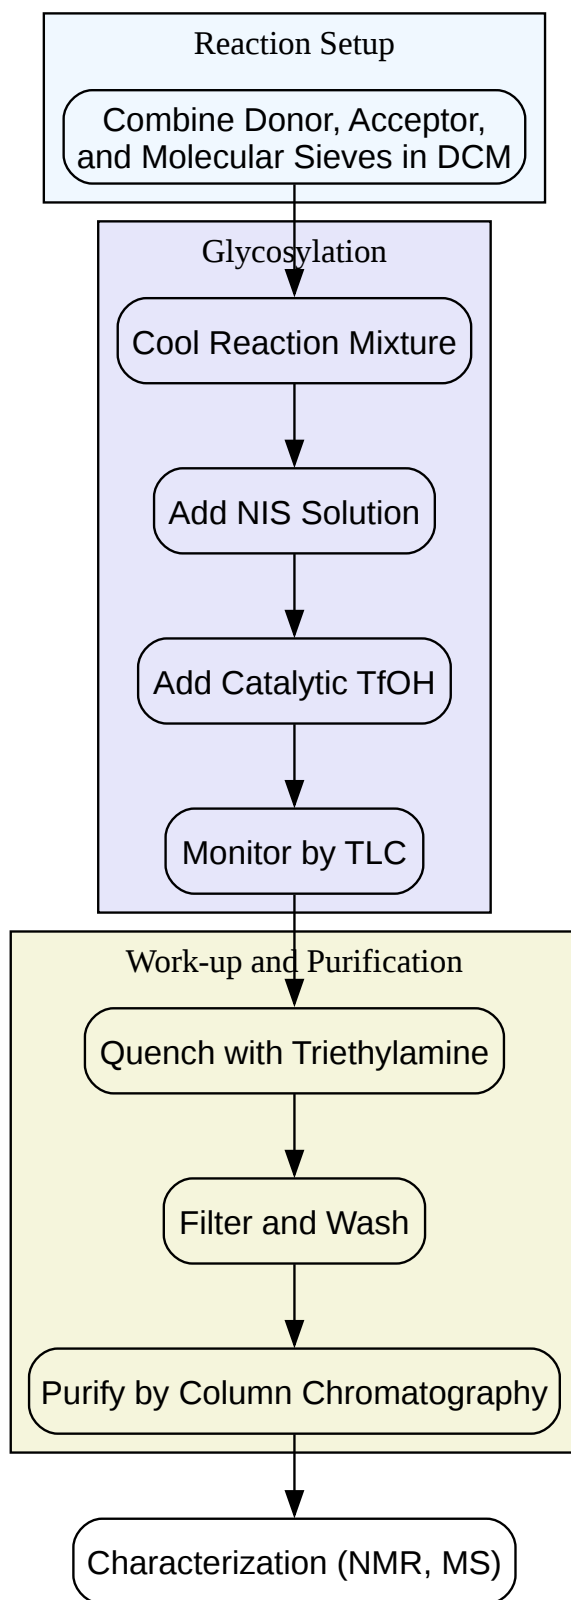 Reaction Setup
Combine Donor, Acceptor,
and Molecular Sieves in DCM
Glycosylation
Cool Reaction Mixture
Add NIS Solution
Add Catalytic TfOH
Monitor by TLC
Work-up and Purification
Quench with Triethylamine
Filter and Wash
Purify by Column Chromatography
Characterization (NMR, MS)